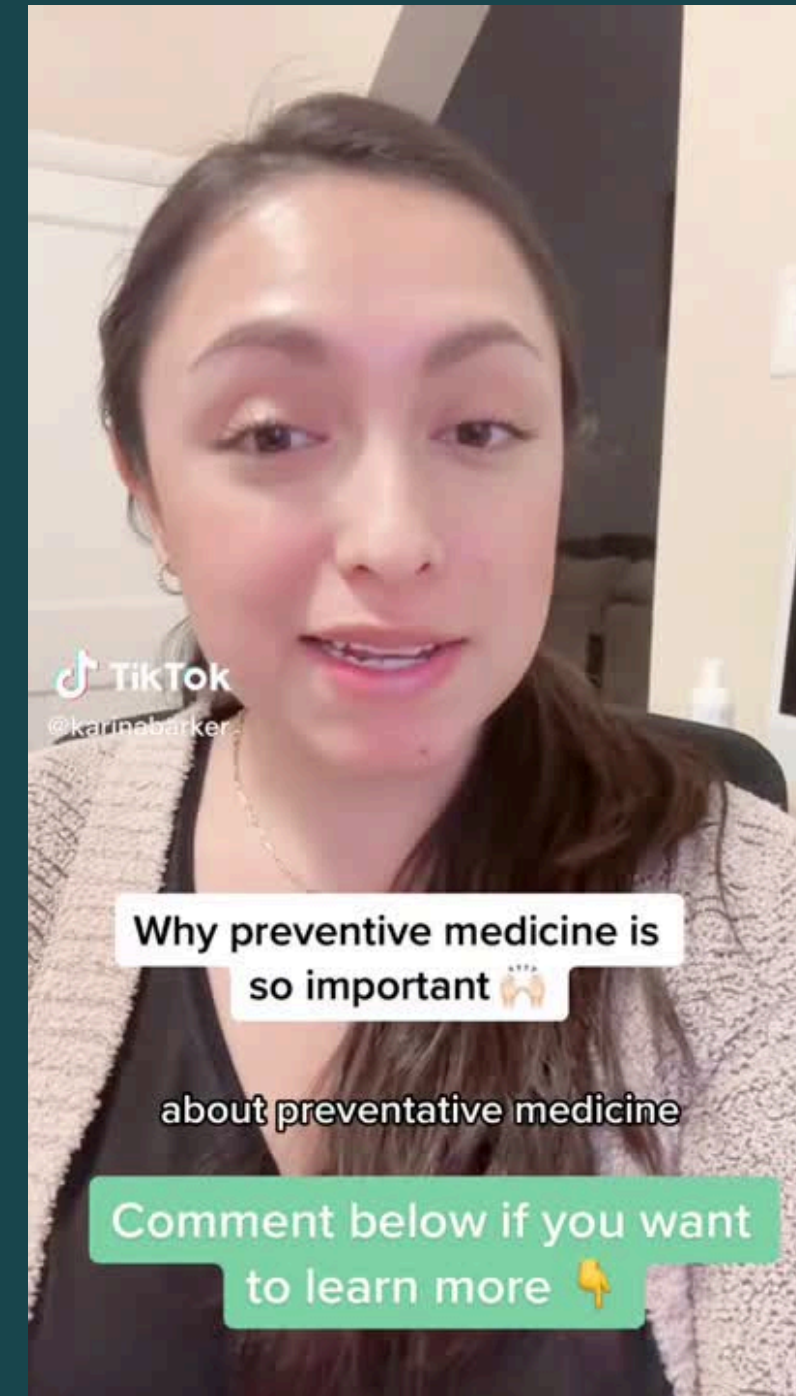 TikTok
@karinabarker
Why preventive medicine is
so important 🙌🏻
about preventative medicine
Comment below if you want
to learn more 👇